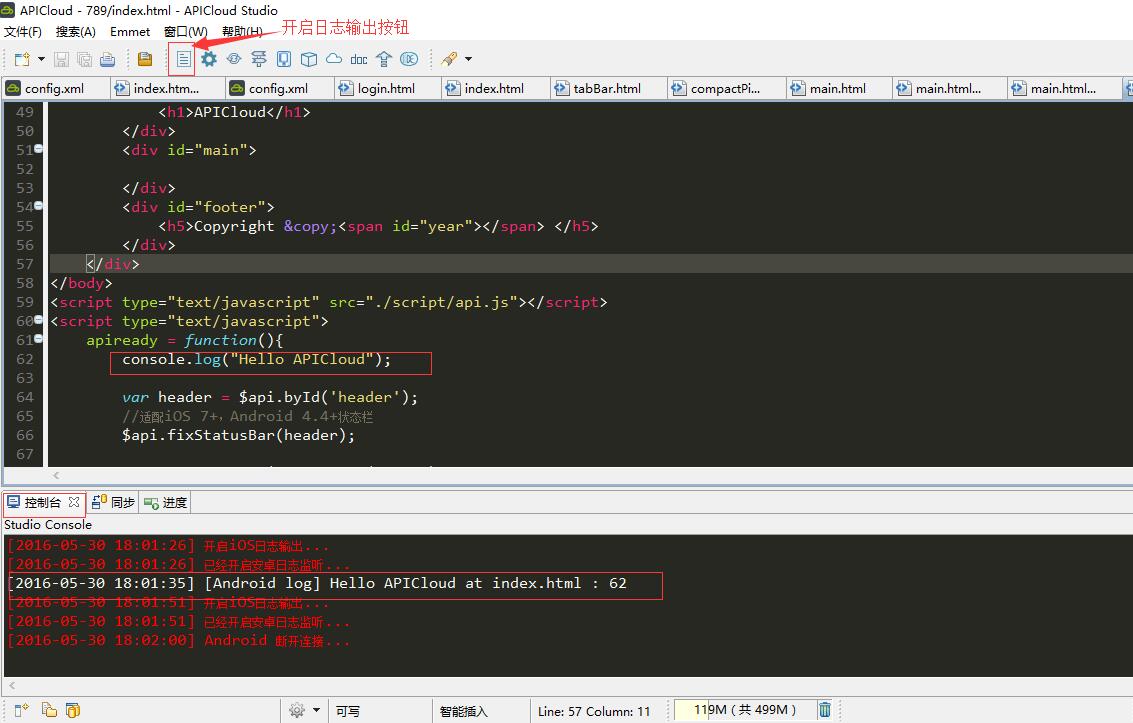 APICloud - 789/index.html - APICloud Studio
文件(F) 搜索(A) Emmet 窗口(W) 帮助(H)
开启日志输出按钮
doc
config.xml index.htm... config.xml login.html index.html tabBar.html compactPi... main.html main.html... main.html...
49 <h1>APICloud</h1>
50 </div>
51 <div id="main">
52
53 </div>
54 <div id="footer">
55 <h5>Copyright &copy;<span id="year"></span> </h5>
56 </div>
57 </div>
58 </body>
59 <script type="text/javascript" src="./script/api.js"></script>
60 <script type="text/javascript">
61 apiready = function(){
62 console.log("Hello APICloud");
63
64 var header = $api.byId('header');
65 //适配iOS 7+，Android 4.4+状态栏
66 $api.fixStatusBar(header);
67
控制台 同步 进度
Studio Console
[2016-05-30 18:01:26] 开启iOS日志输出...
[2016-05-30 18:01:26] 已经开启安卓日志监听...
[2016-05-30 18:01:35] [Android log] Hello APICloud at index.html : 62
[2016-05-30 18:01:51] 开启iOS日志输出...
[2016-05-30 18:01:51] 已经开启安卓日志监听...
[2016-05-30 18:02:00] Android 断开连接...
可写 智能插入 Line: 57 Column: 11 119M ( 共 499M )